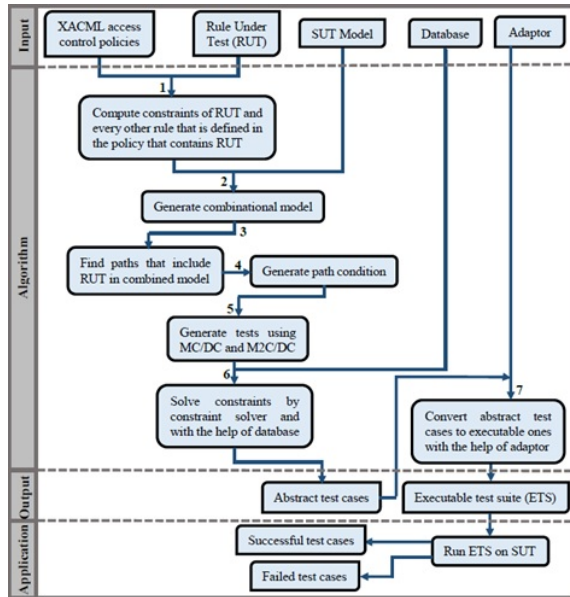 Input
XACML access
control policies
Rule Under
Test (RUT)
SUT Model
Database
Adaptor
Algorithm
1
Compute constraints of RUT and
every other rule that is defined in
the policy that contains RUT
2
Generate combinational model
3
Find paths that include
RUT in combined model
4
Generate path condition
5
Generate tests using
MC/DC and M2C/DC
6
Solve constraints by
constraint solver and
with the help of database
7
Convert abstract test
cases to executable ones
with the help of adaptor
Output
Abstract test cases
Executable test suite (ETS)
Application
Successful test cases
Run ETS on SUT
Failed test cases